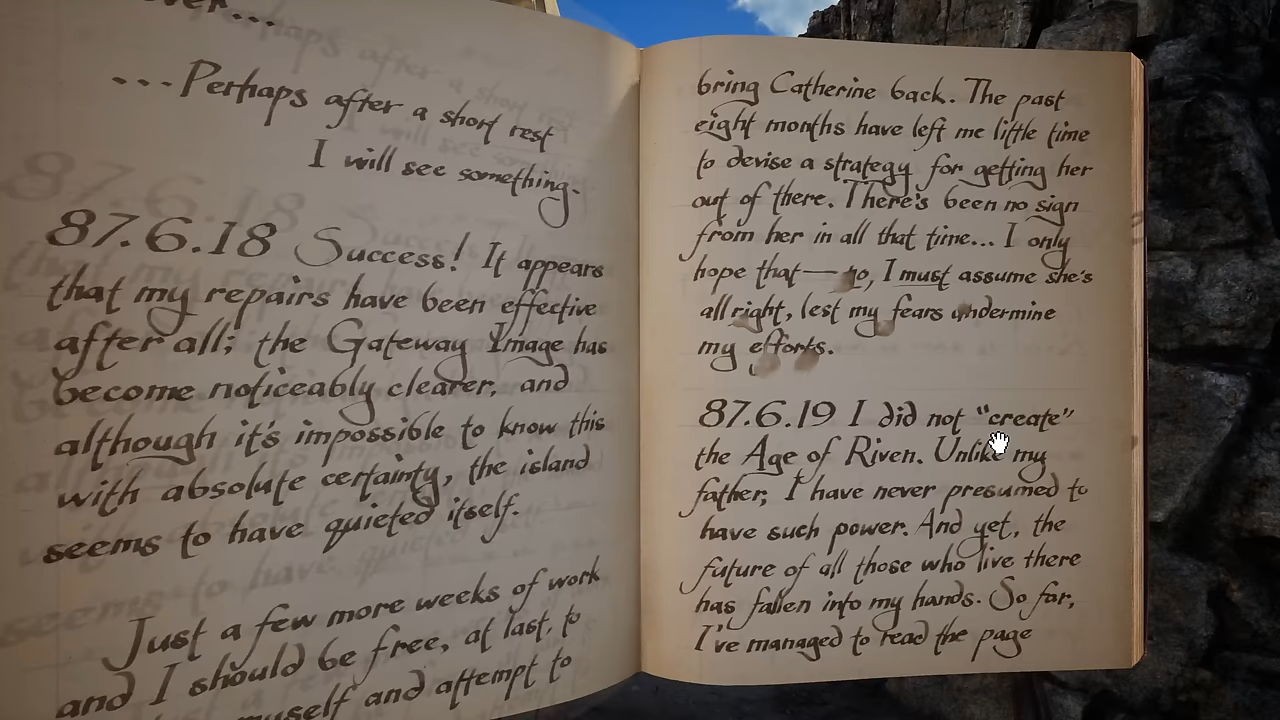 ...Perhaps after a short rest
I will see something.
87.6.18 Success! It appears
that my repairs have been effective
after all; the Gateway Image has
become noticeably clearer, and
although it's impossible to know this
with absolute certainty, the island
seems to have quieted itself.
Just a few more weeks of work
and I should be free, at last, to
myself and attempt to
bring Catherine back. The past
eight months have left me little time
to devise a strategy for getting her
out of there. There's been no sign
from her in all that time... I only
hope that— no, I must assume she's
all right, lest my fears undermine
my efforts.
87.6.19 I did not "create"
the Age of Riven. Unlike my
father, I have never presumed to
have such power. And yet, the
future of all those who live there
has fallen into my hands. So far,
I've managed to read the page